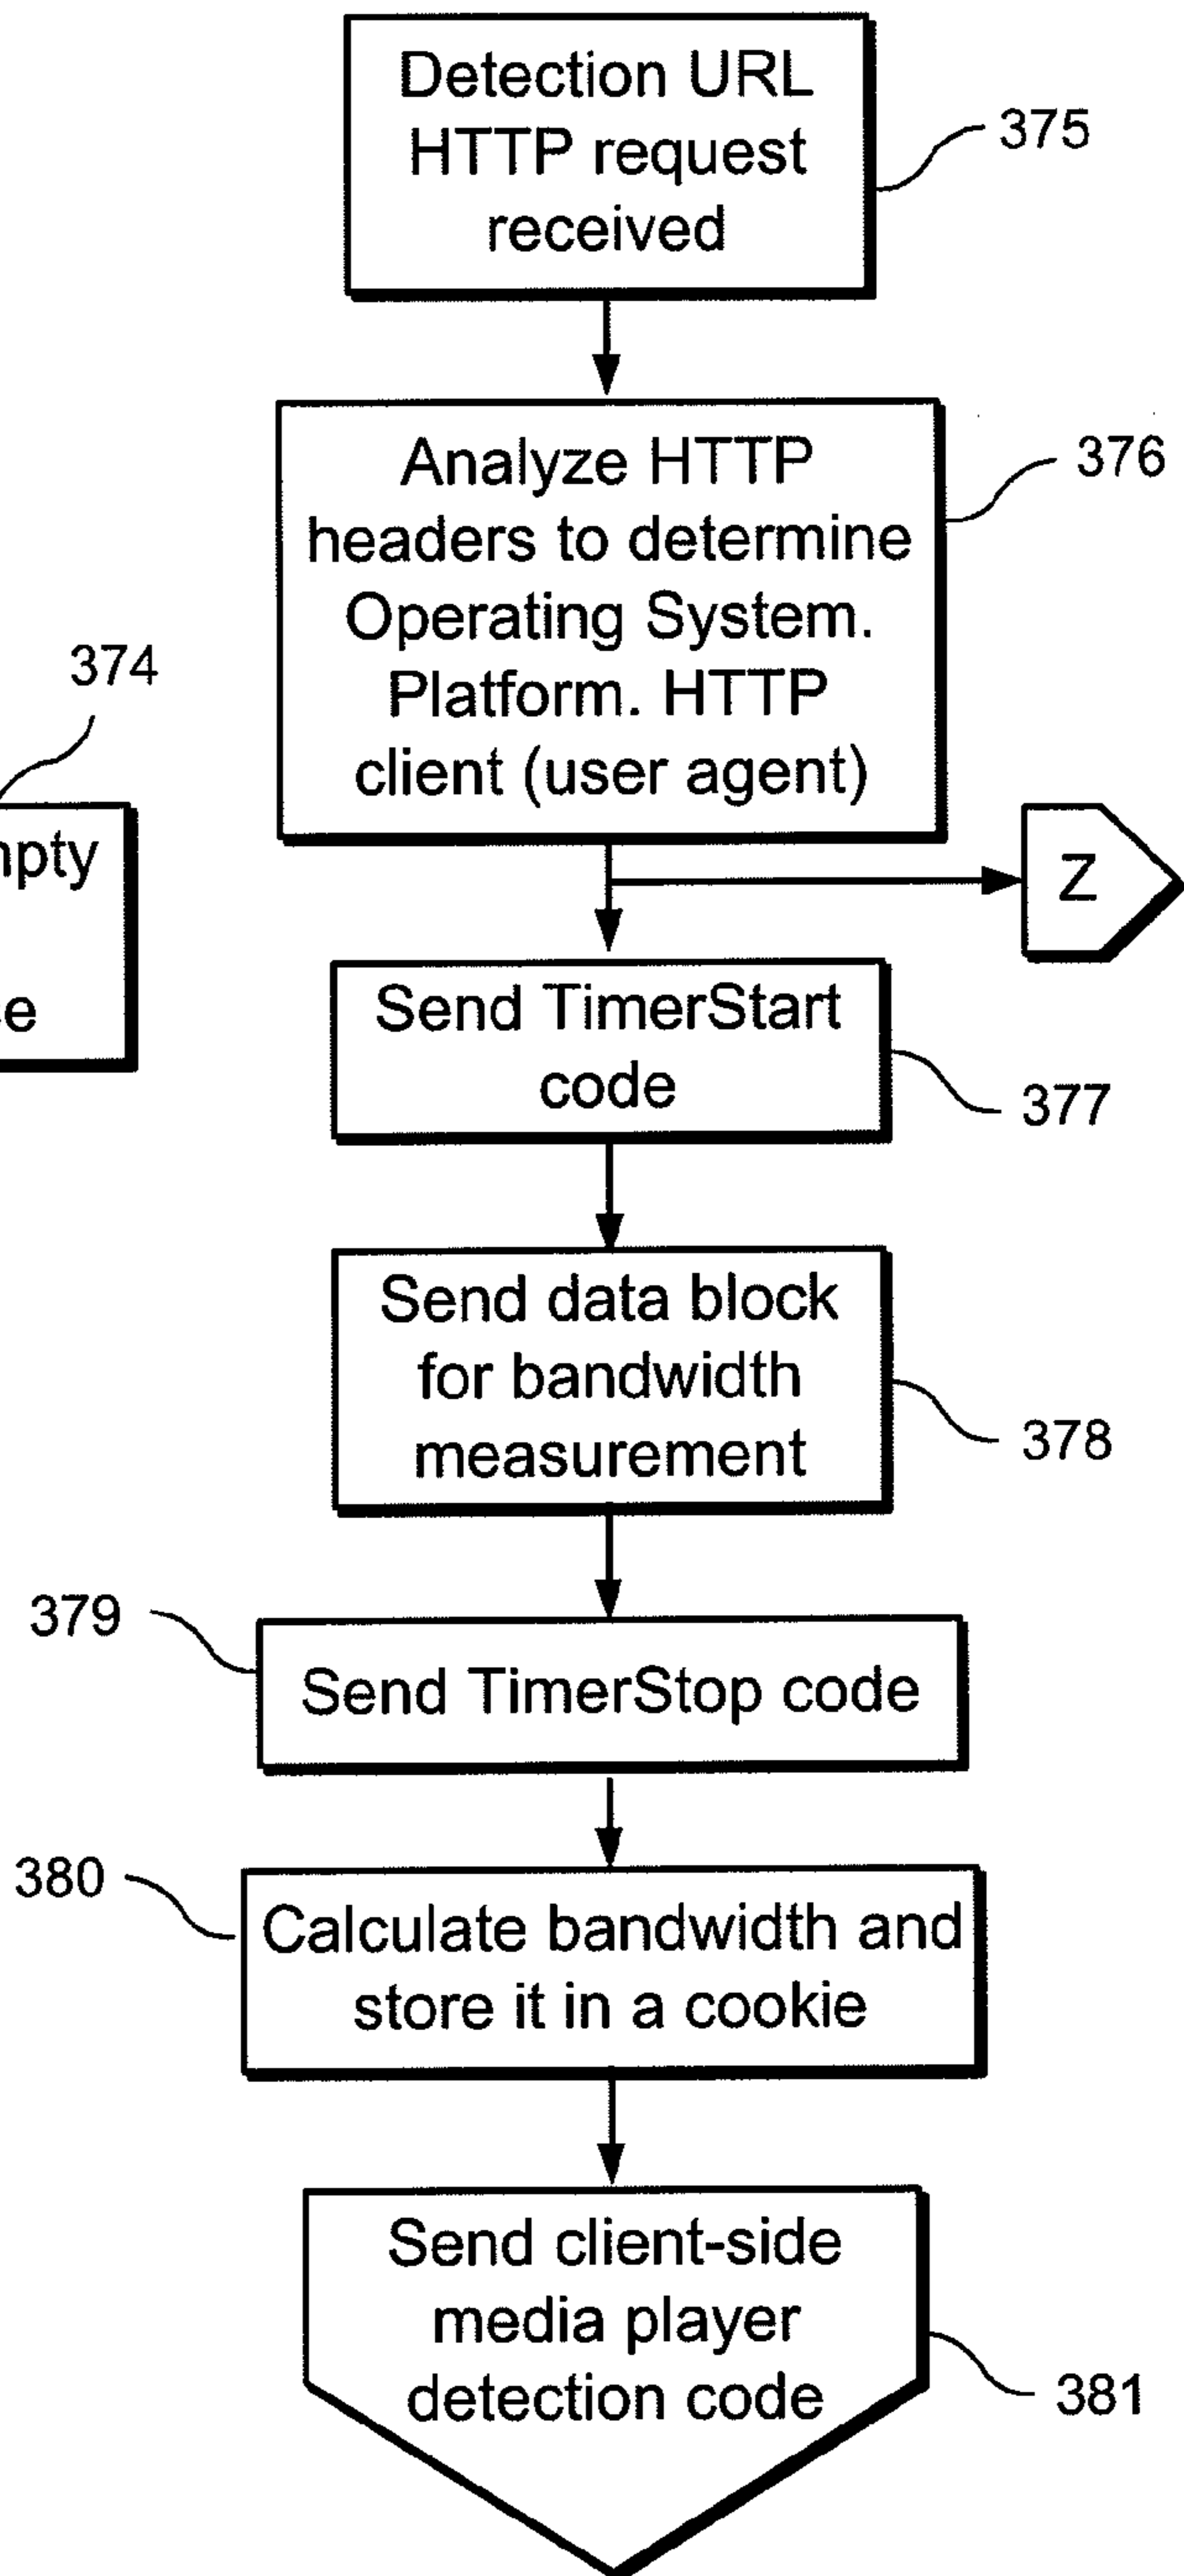 Detection URL
HTTP request
received
375
Analyze HTTP
headers to determine
Operating System.
Platform. HTTP
client (user agent)
376
374
Z
Send TimerStart
code
377
Send data block
for bandwidth
measurement
378
379
Send TimerStop code
380
Calculate bandwidth and
store it in a cookie
Send client-side
media player
detection code
381